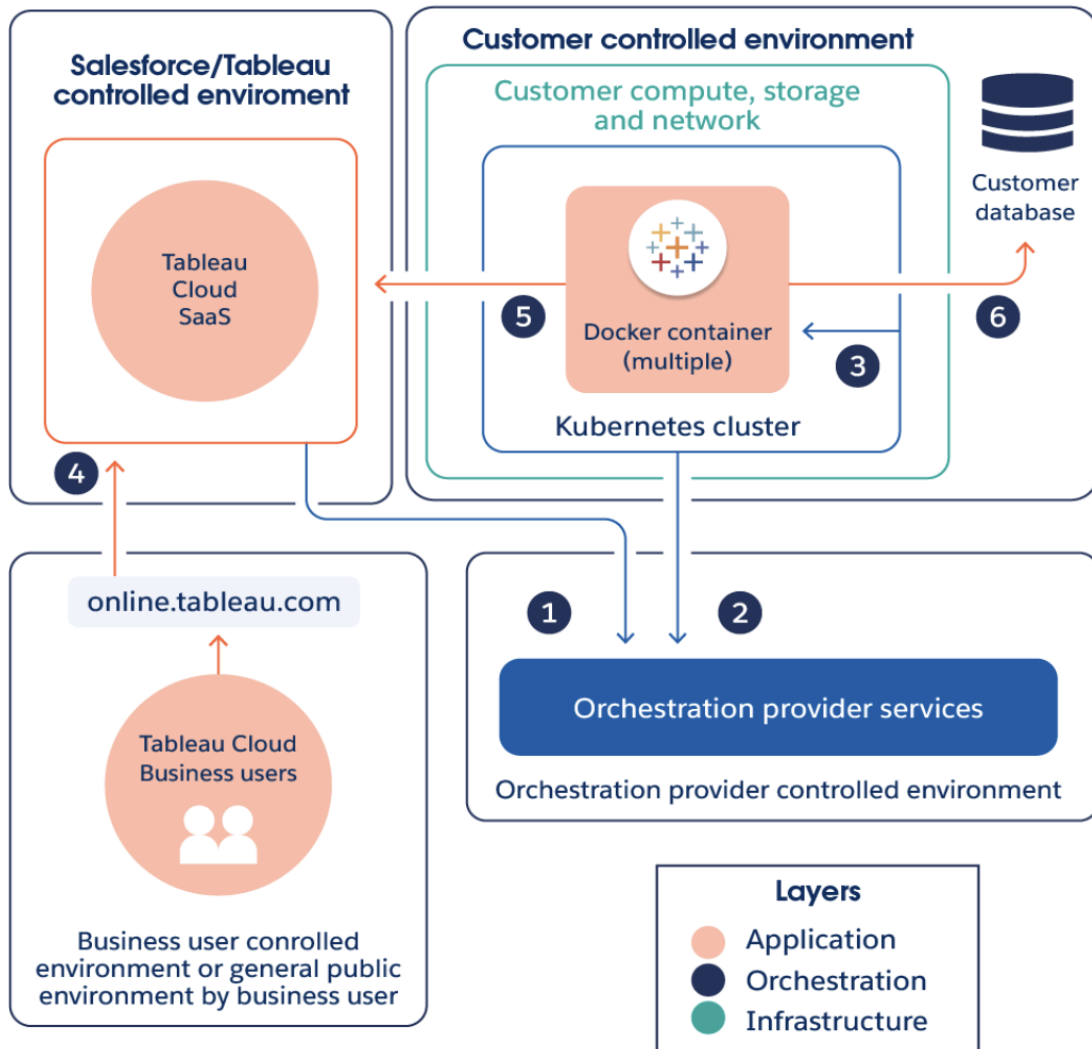 Salesforce/Tableau
controlled enviroment
Tableau
Cloud
SaaS
Customer controlled environment
Customer compute, storage
and network
Docker container
(multiple)
Kubernetes cluster
Customer
database
5
6
3
4
online.tableau.com
Tableau Cloud
Business users
Business user conrolled
environment or general public
environment by business user
1
2
Orchestration provider services
Orchestration provider controlled environment
Layers
Application
Orchestration
Infrastructure